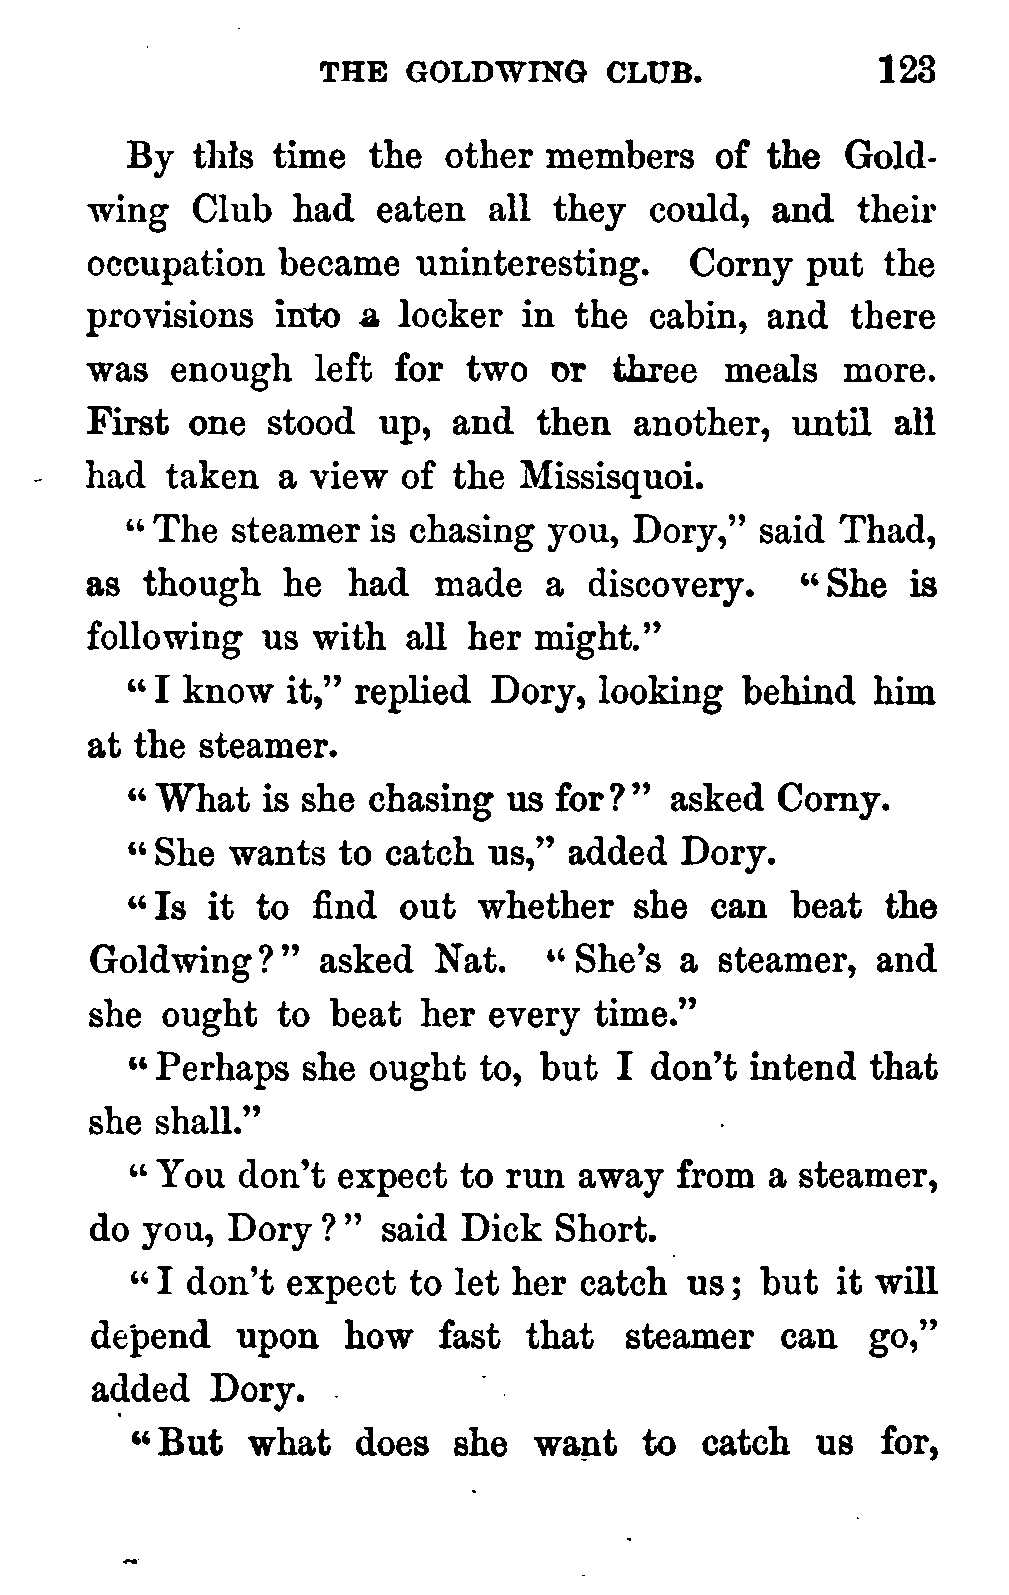 THE GOLDWING CLUB. 123
By this time the other members of the Gold-
wing Club had eaten all they could, and their
occupation became uninteresting. Corny put the
provisions into a locker in the cabin, and there
was enough left for two or three meals more.
First one stood up, and then another, until all
had taken a view of the Missisquoi.
“The steamer is chasing you, Dory,” said Thad,
as though he had made a discovery. “She is
following us with all her might.”
“I know it,” replied Dory, looking behind him
at the steamer.
“What is she chasing us for?” asked Corny.
“She wants to catch us,” added Dory.
“Is it to find out whether she can beat the
Goldwing?” asked Nat. “She’s a steamer, and
she ought to beat her every time.”
“Perhaps she ought to, but I don’t intend that
she shall.”
“You don’t expect to run away from a steamer,
do you, Dory?” said Dick Short.
“I don’t expect to let her catch us; but it will
depend upon how fast that steamer can go,”
added Dory.
“But what does she want to catch us for,